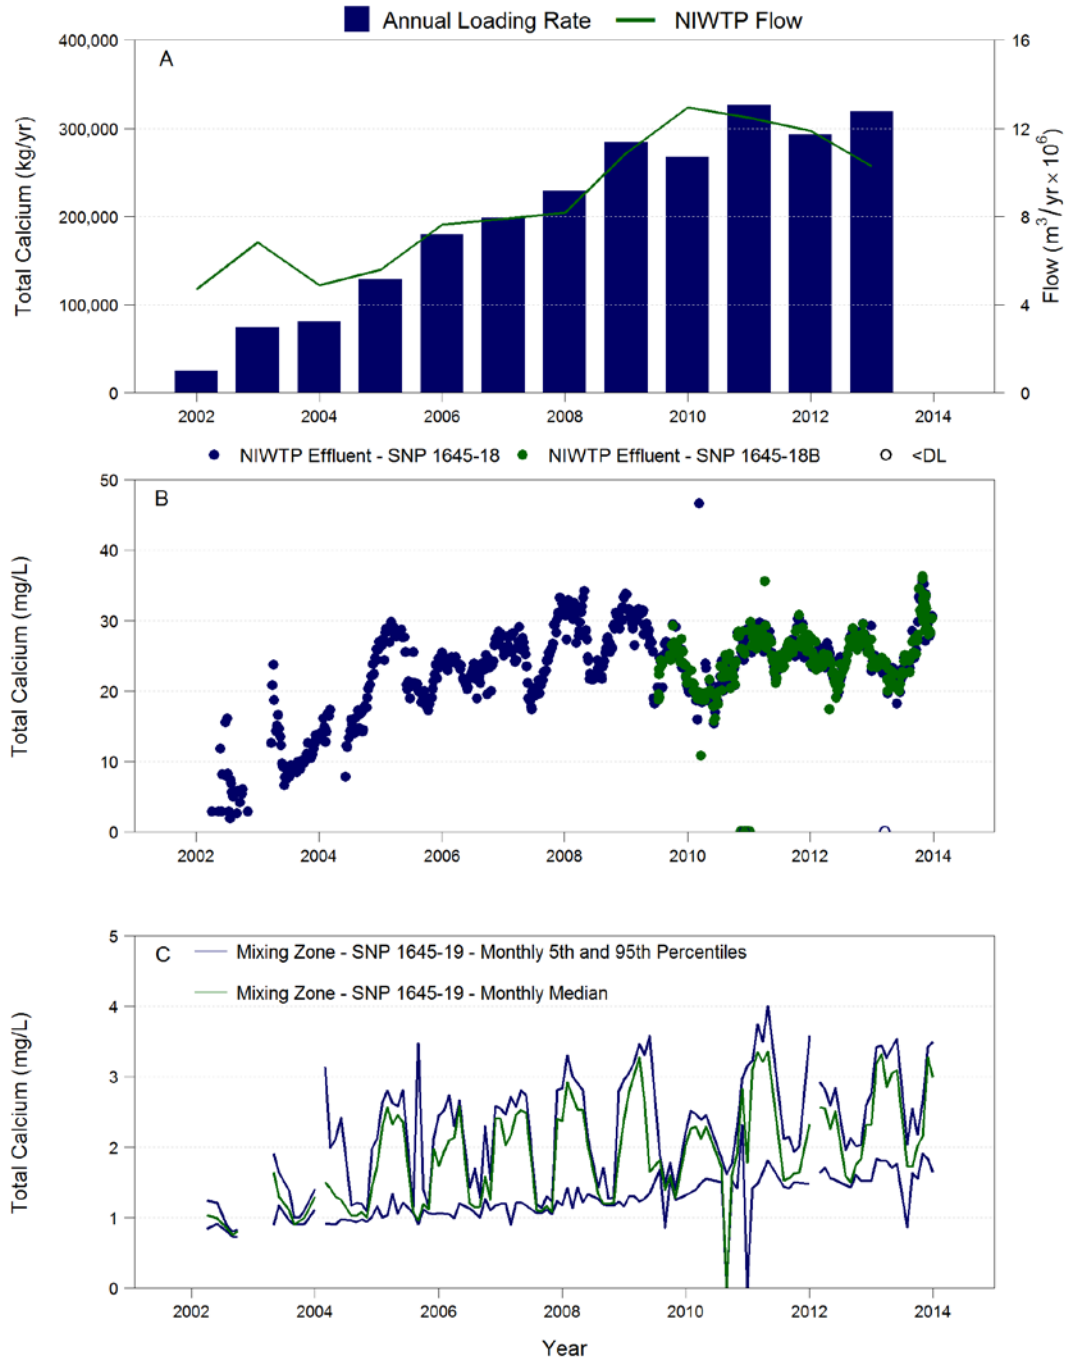 Annual Loading Rate NIWTP Flow
A
400,000
300,000
200,000
100,000
0
Total Calcium (kg/yr)
16
12
8
4
0
Flow (m³/yr × 10⁶)
2002 2004 2006 2008 2010 2012 2014
NIWTP Effluent - SNP 1645-18 NIWTP Effluent - SNP 1645-18B <DL
B
50
40
30
20
10
0
Total Calcium (mg/L)
2002 2004 2006 2008 2010 2012 2014
C
Mixing Zone - SNP 1645-19 - Monthly 5th and 95th Percentiles
Mixing Zone - SNP 1645-19 - Monthly Median
5
4
3
2
1
0
Total Calcium (mg/L)
2002 2004 2006 2008 2010 2012 2014
Year